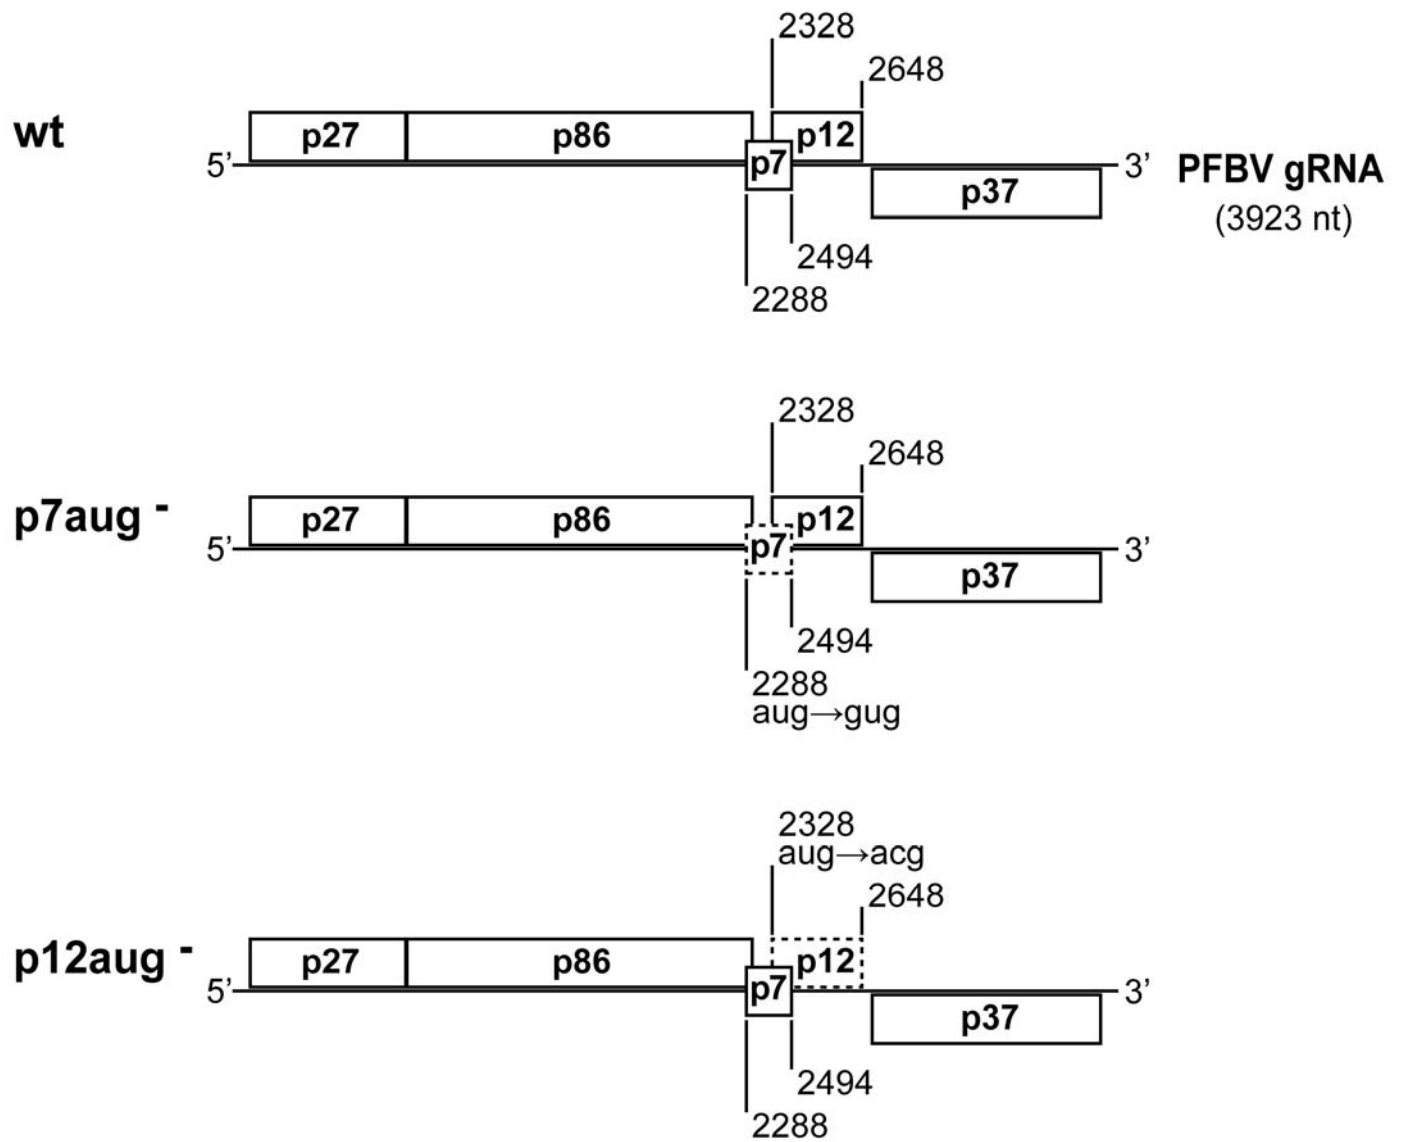 2328
2648
wt
p27 p86 p12
5’ p7 3’ PFBV gRNA
p37 (3923 nt)
2494
2288
2328
2648
p7aug -
p27 p86 p12
5’ p7 3’
p37
2494
2288
aug→gug
2328
aug→acg
2648
p12aug -
p27 p86 p12
5’ p7 3’
p37
2494
2288